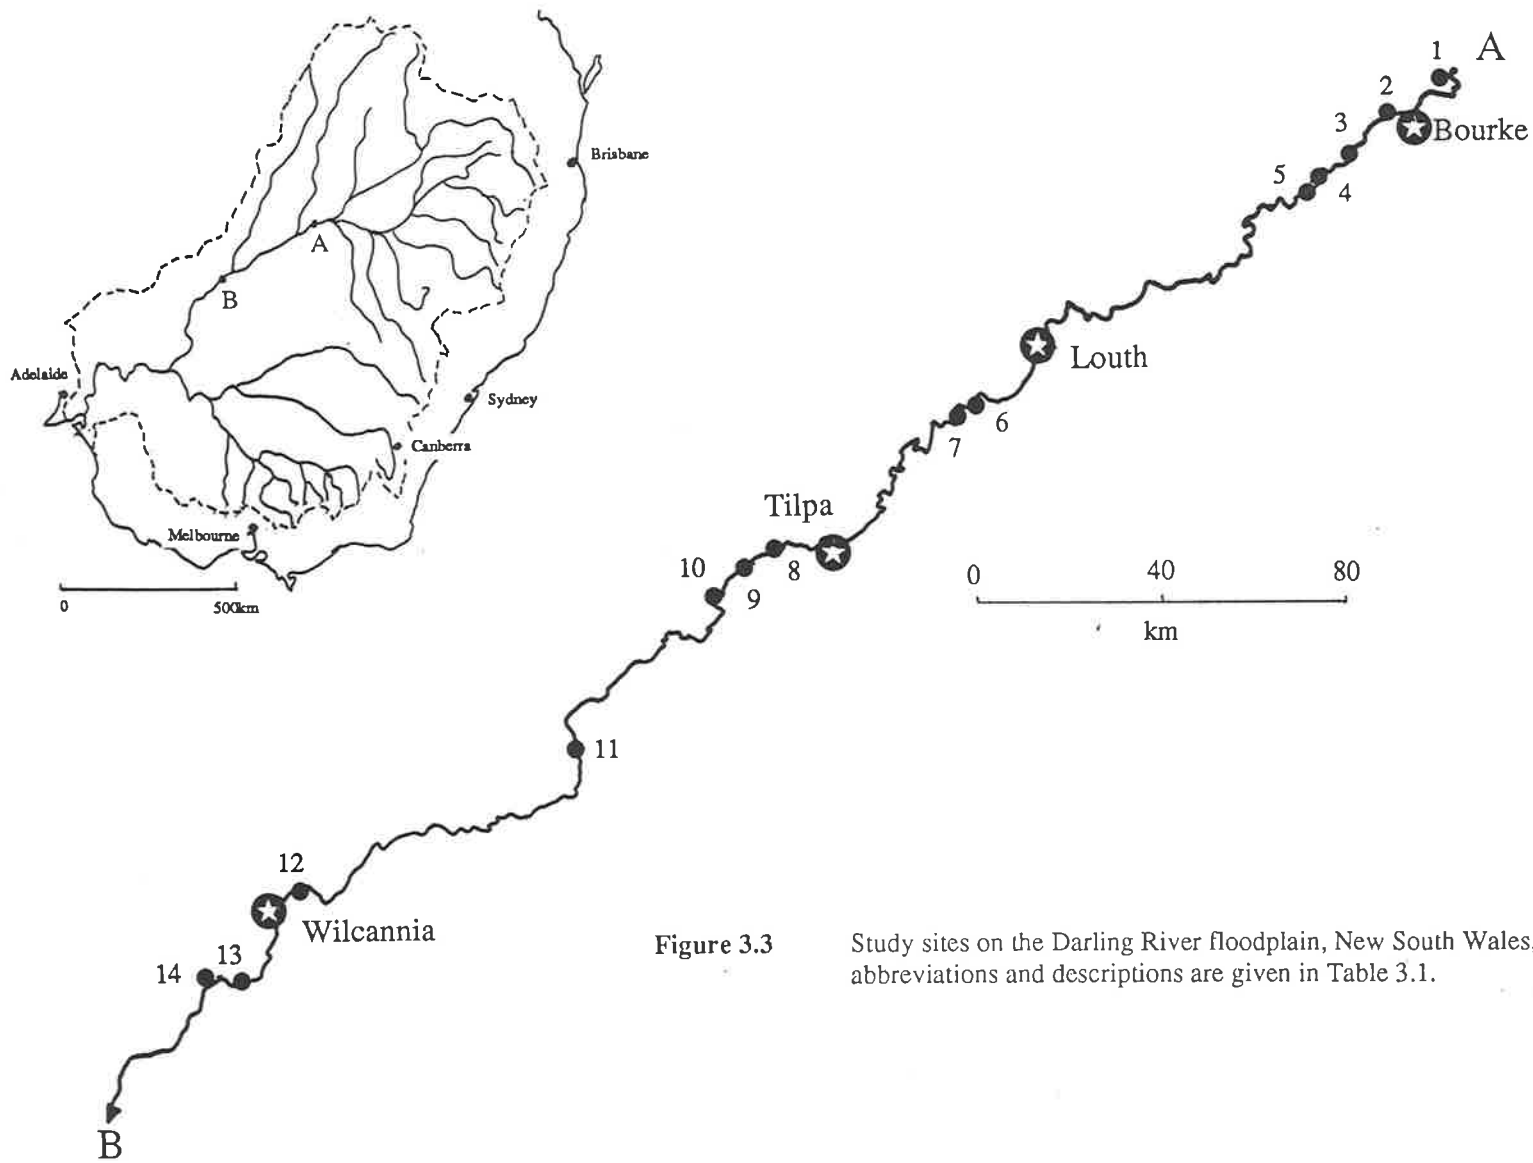 Brisbane
A
B
Adelaide
Sydney
Canberra
Melbourne
0 500km
1 A
2
3 Bourke
5 4
Louth
6
7
Tilpa
10 8
9
0 40 80
km
11
12
Wilcannia
13
14
B
Figure 3.3 Study sites on the Darling River floodplain, New South Wales,
abbreviations and descriptions are given in Table 3.1.